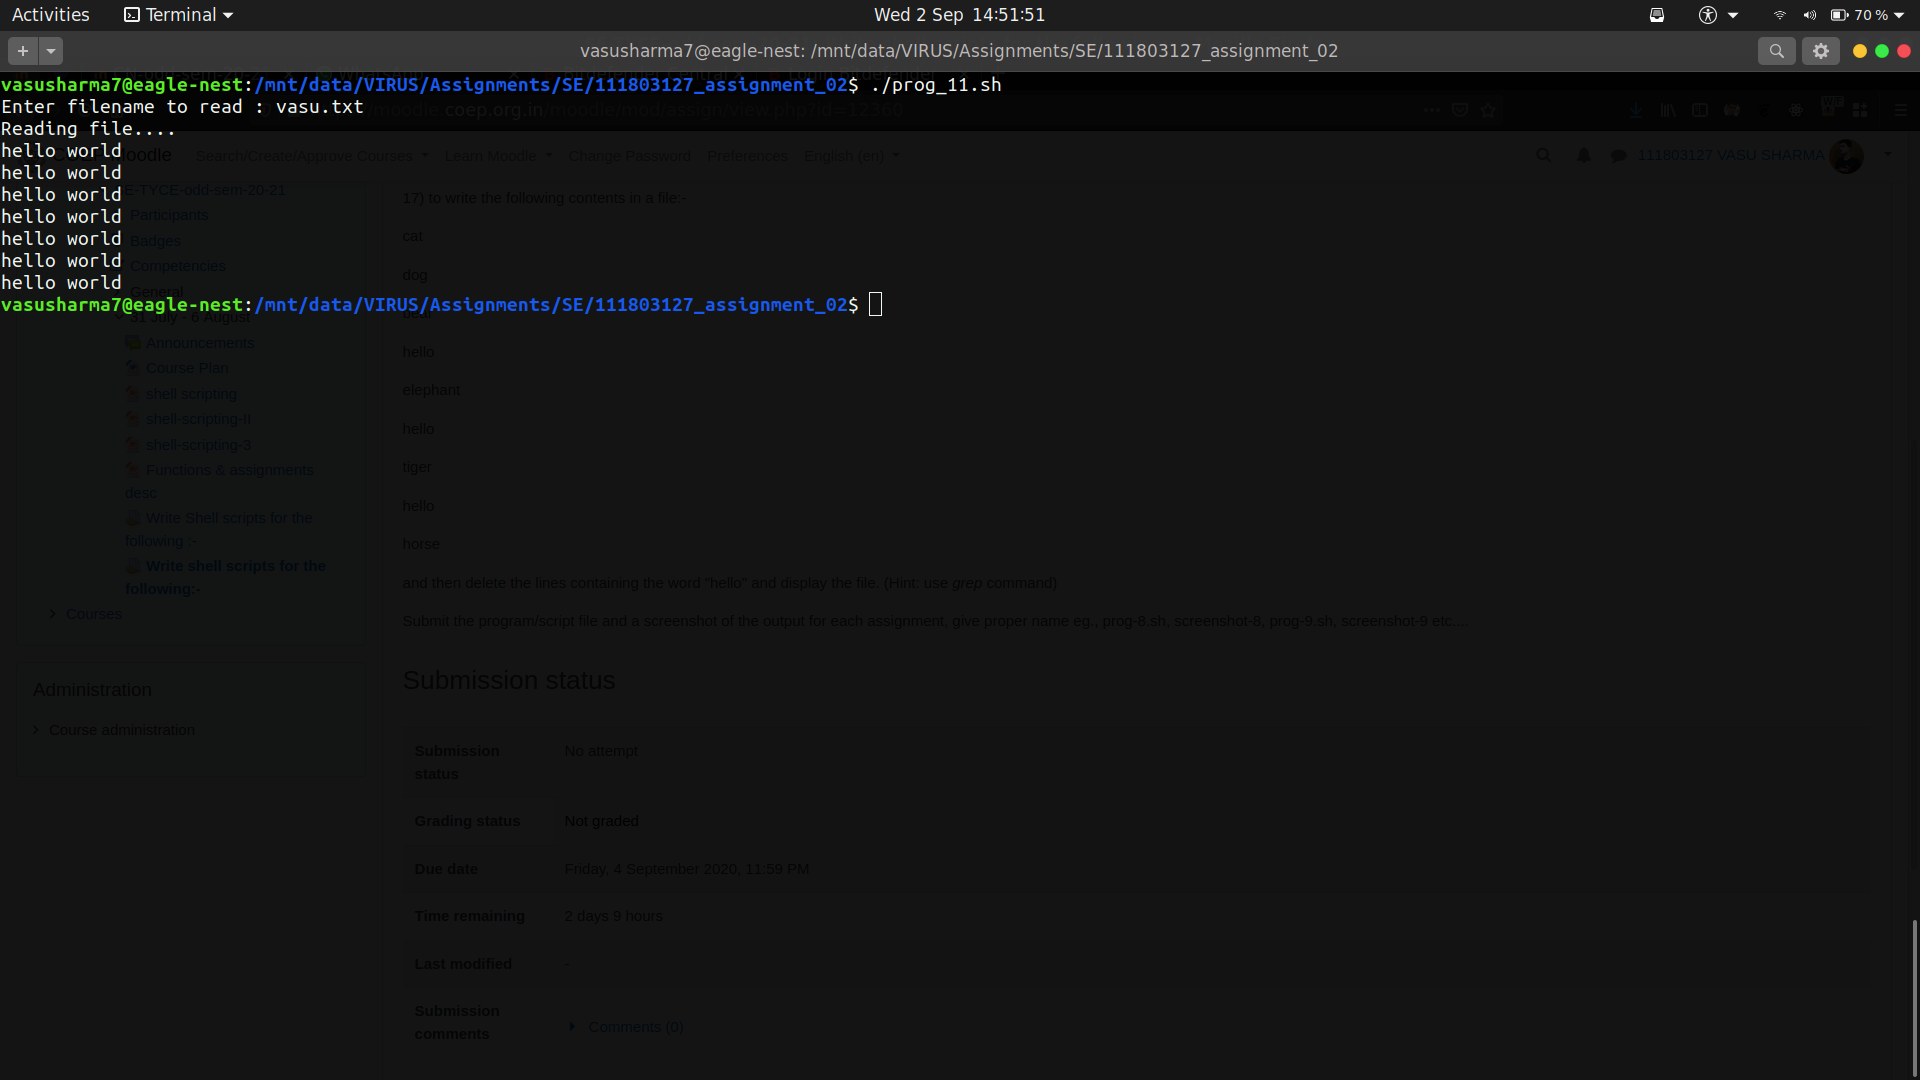 Activities Terminal Wed 2 Sep 14:51:51 70 %
vasusharma7@eagle-nest: /mnt/data/VIRUS/Assignments/SE/111803127_assignment_02
vasusharma7@eagle-nest:/mnt/data/VIRUS/Assignments/SE/111803127_assignment_02$ ./prog_11.sh
Enter filename to read : vasu.txt
moodle.coep.org.in/moodle/mod/assign/view.php?id=12360
Reading file....
hello world
hello world
hello world
hello world
hello world
hello world
hello world
vasusharma7@eagle-nest:/mnt/data/VIRUS/Assignments/SE/111803127_assignment_02$
Moodle Search/Create/Approve Courses Learn Moodle Change Password Preferences English (en) 111803127 VASU SHARMA
E-TYCE-odd-sem-20-21
Participants
Badges
Competencies
General
Announcements
Course Plan
shell scripting
shell-scripting-II
shell-scripting-3
Functions & assignments
desc
Write Shell scripts for the
following :-
Write shell scripts for the
following:-
Courses
Administration
Course administration
17) to write the following contents in a file:-
cat
dog
hello
elephant
hello
tiger
hello
horse
and then delete the lines containing the word "hello" and display the file. (Hint: use grep command)
Submit the program/script file and a screenshot of the output for each assignment, give proper name eg., prog-8.sh, screenshot-8, prog-9.sh, screenshot-9 etc....
Submission status
Submission
status
No attempt
Grading status Not graded
Due date Friday, 4 September 2020, 11:59 PM
Time remaining 2 days 9 hours
Last modified -
Submission
comments
Comments (0)